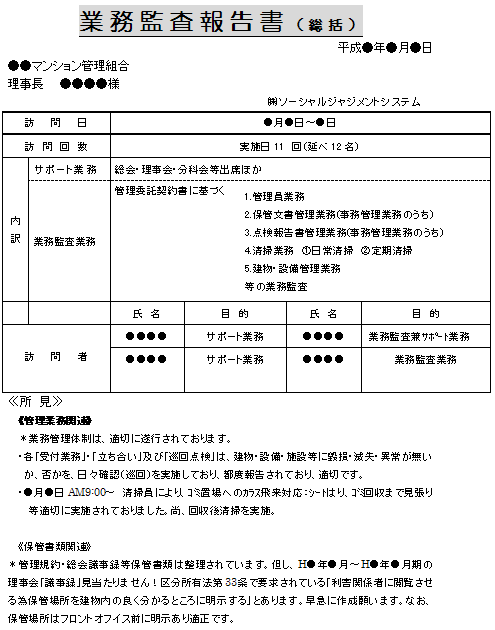 業務監査報告書（総括）
平成●年●月●日
●●マンション管理組合
理事長　●●●●様
㈱ソーシャルジャジメントシステム
訪問日　●月●日～●日
訪問回数　実施日11 回(延べ12名)
サポート業務　総会・理事会・分科会等出席ほか
内訳　業務監査業務　管理委託契約書に基づく
1.管理員業務
2.保管文書管理業務(事務管理業務のうち)
3.点検報告書管理業務(事務管理業務のうち)
4.清掃業務　①日常清掃　②定期清掃
5.建物・設備管理業務
等の業務監査
氏名　目的　氏名　目的
訪問者　●●●●　サポート業務　●●●●　業務監査兼ｻﾎﾟｰﾄ業務
●●●●　サポート業務　●●●●　業務監査業務
≪所 見≫
《管理業務関連》
＊業務管理体制は、適切に遂行されております。
・各「受付業務」・「立ち合い」及び「巡回点検」は、建物・設備・施設等に毀損・滅失・異常が無い
か、否かを、日々確認(巡回)を実施しており、都度報告されており、適切です。
・●月●日 AM9:00～　清掃員により、ｺﾞﾐ置場へのｶﾗｽ飛来対応：ｼｰﾄはり、ｺﾞﾐ回収まで見張り
等適切に実施されておりました。尚、回収後清掃を実施。
《保管書類関連》
＊管理規約・総会議事録等保管書類は整理されています。但し、H●年●月～H●年●月期の
理事会「議事録」見当たりません！区分所有法第33条で要求されている「利害関係者に閲覧させ
る為保管場所を建物内の良く分かるところに明示する」とあります。早急に作成願います。なお、
保管場所はフロントオフイス前に明示あり適正です。